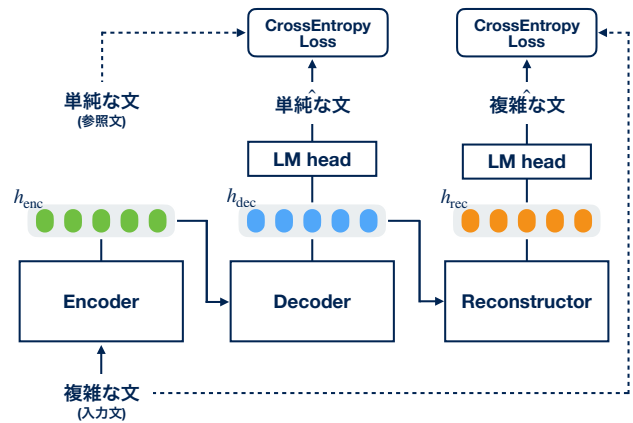 CrossEntropy
Loss
CrossEntropy
Loss
単純な文
(参照文)
単純^な文
複雑^な文
LM head
LM head
h_enc
h_dec
h_rec
Encoder
Decoder
Reconstructor
複雑な文
(入力文)